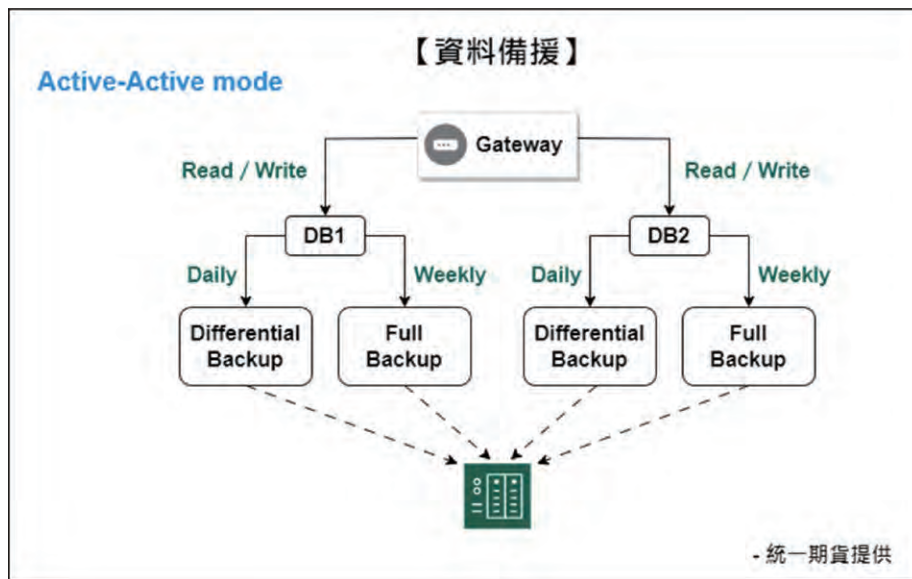 【資料備援】
Active-Active mode
Gateway
Read / Write
Read / Write
DB1
DB2
Daily
Weekly
Daily
Weekly
Differential
Backup
Full
Backup
Differential
Backup
Full
Backup
- 統一期貨提供